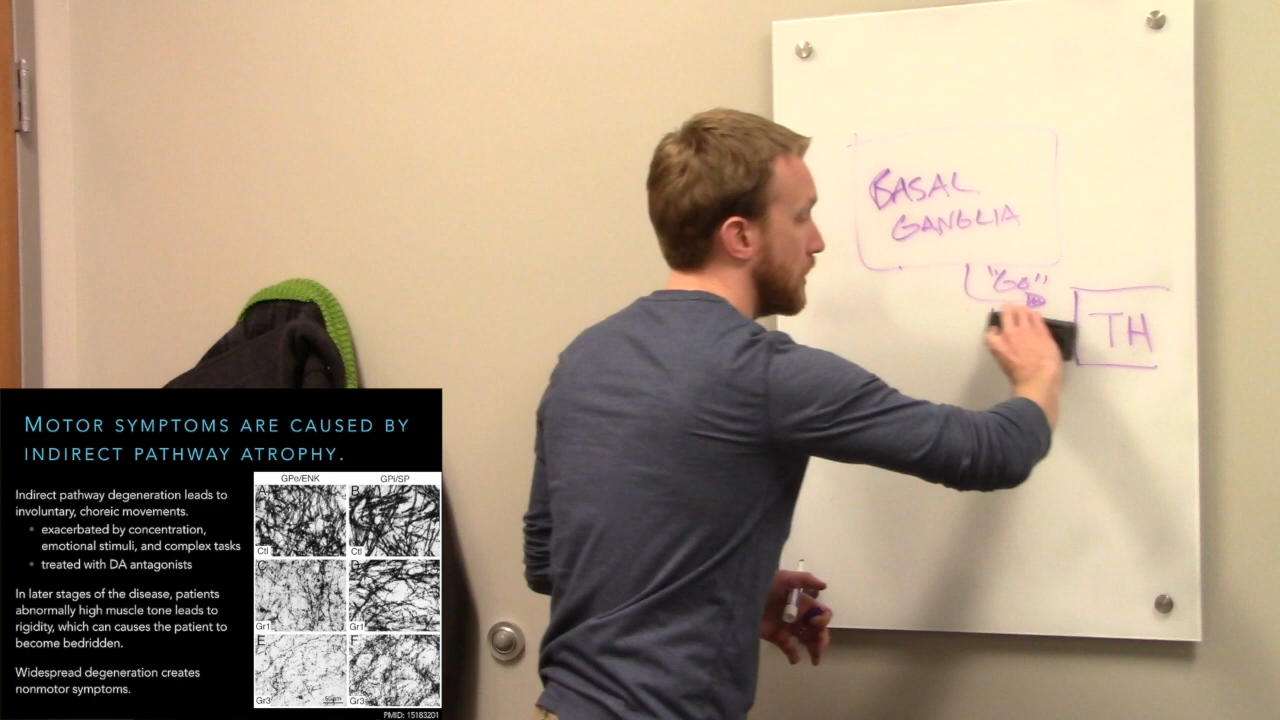 BASAL
GANGLIA
"Go"
TH
MOTOR SYMPTOMS ARE CAUSED BY
INDIRECT PATHWAY ATROPHY.
Indirect pathway degeneration leads to
involuntary, choreic movements.
exacerbated by concentration,
emotional stimuli, and complex tasks
treated with DA antagonists
In later stages of the disease, patients
abnormally high muscle tone leads to
rigidity, which can causes the patient to
become bedridden.
Widespread degeneration creates
nonmotor symptoms.
GPe/ENK GPi/SP
A B
Ctl Ctl
C D
Gr1 Gr1
E F
Gr3 Gr3
PMID: 15183201